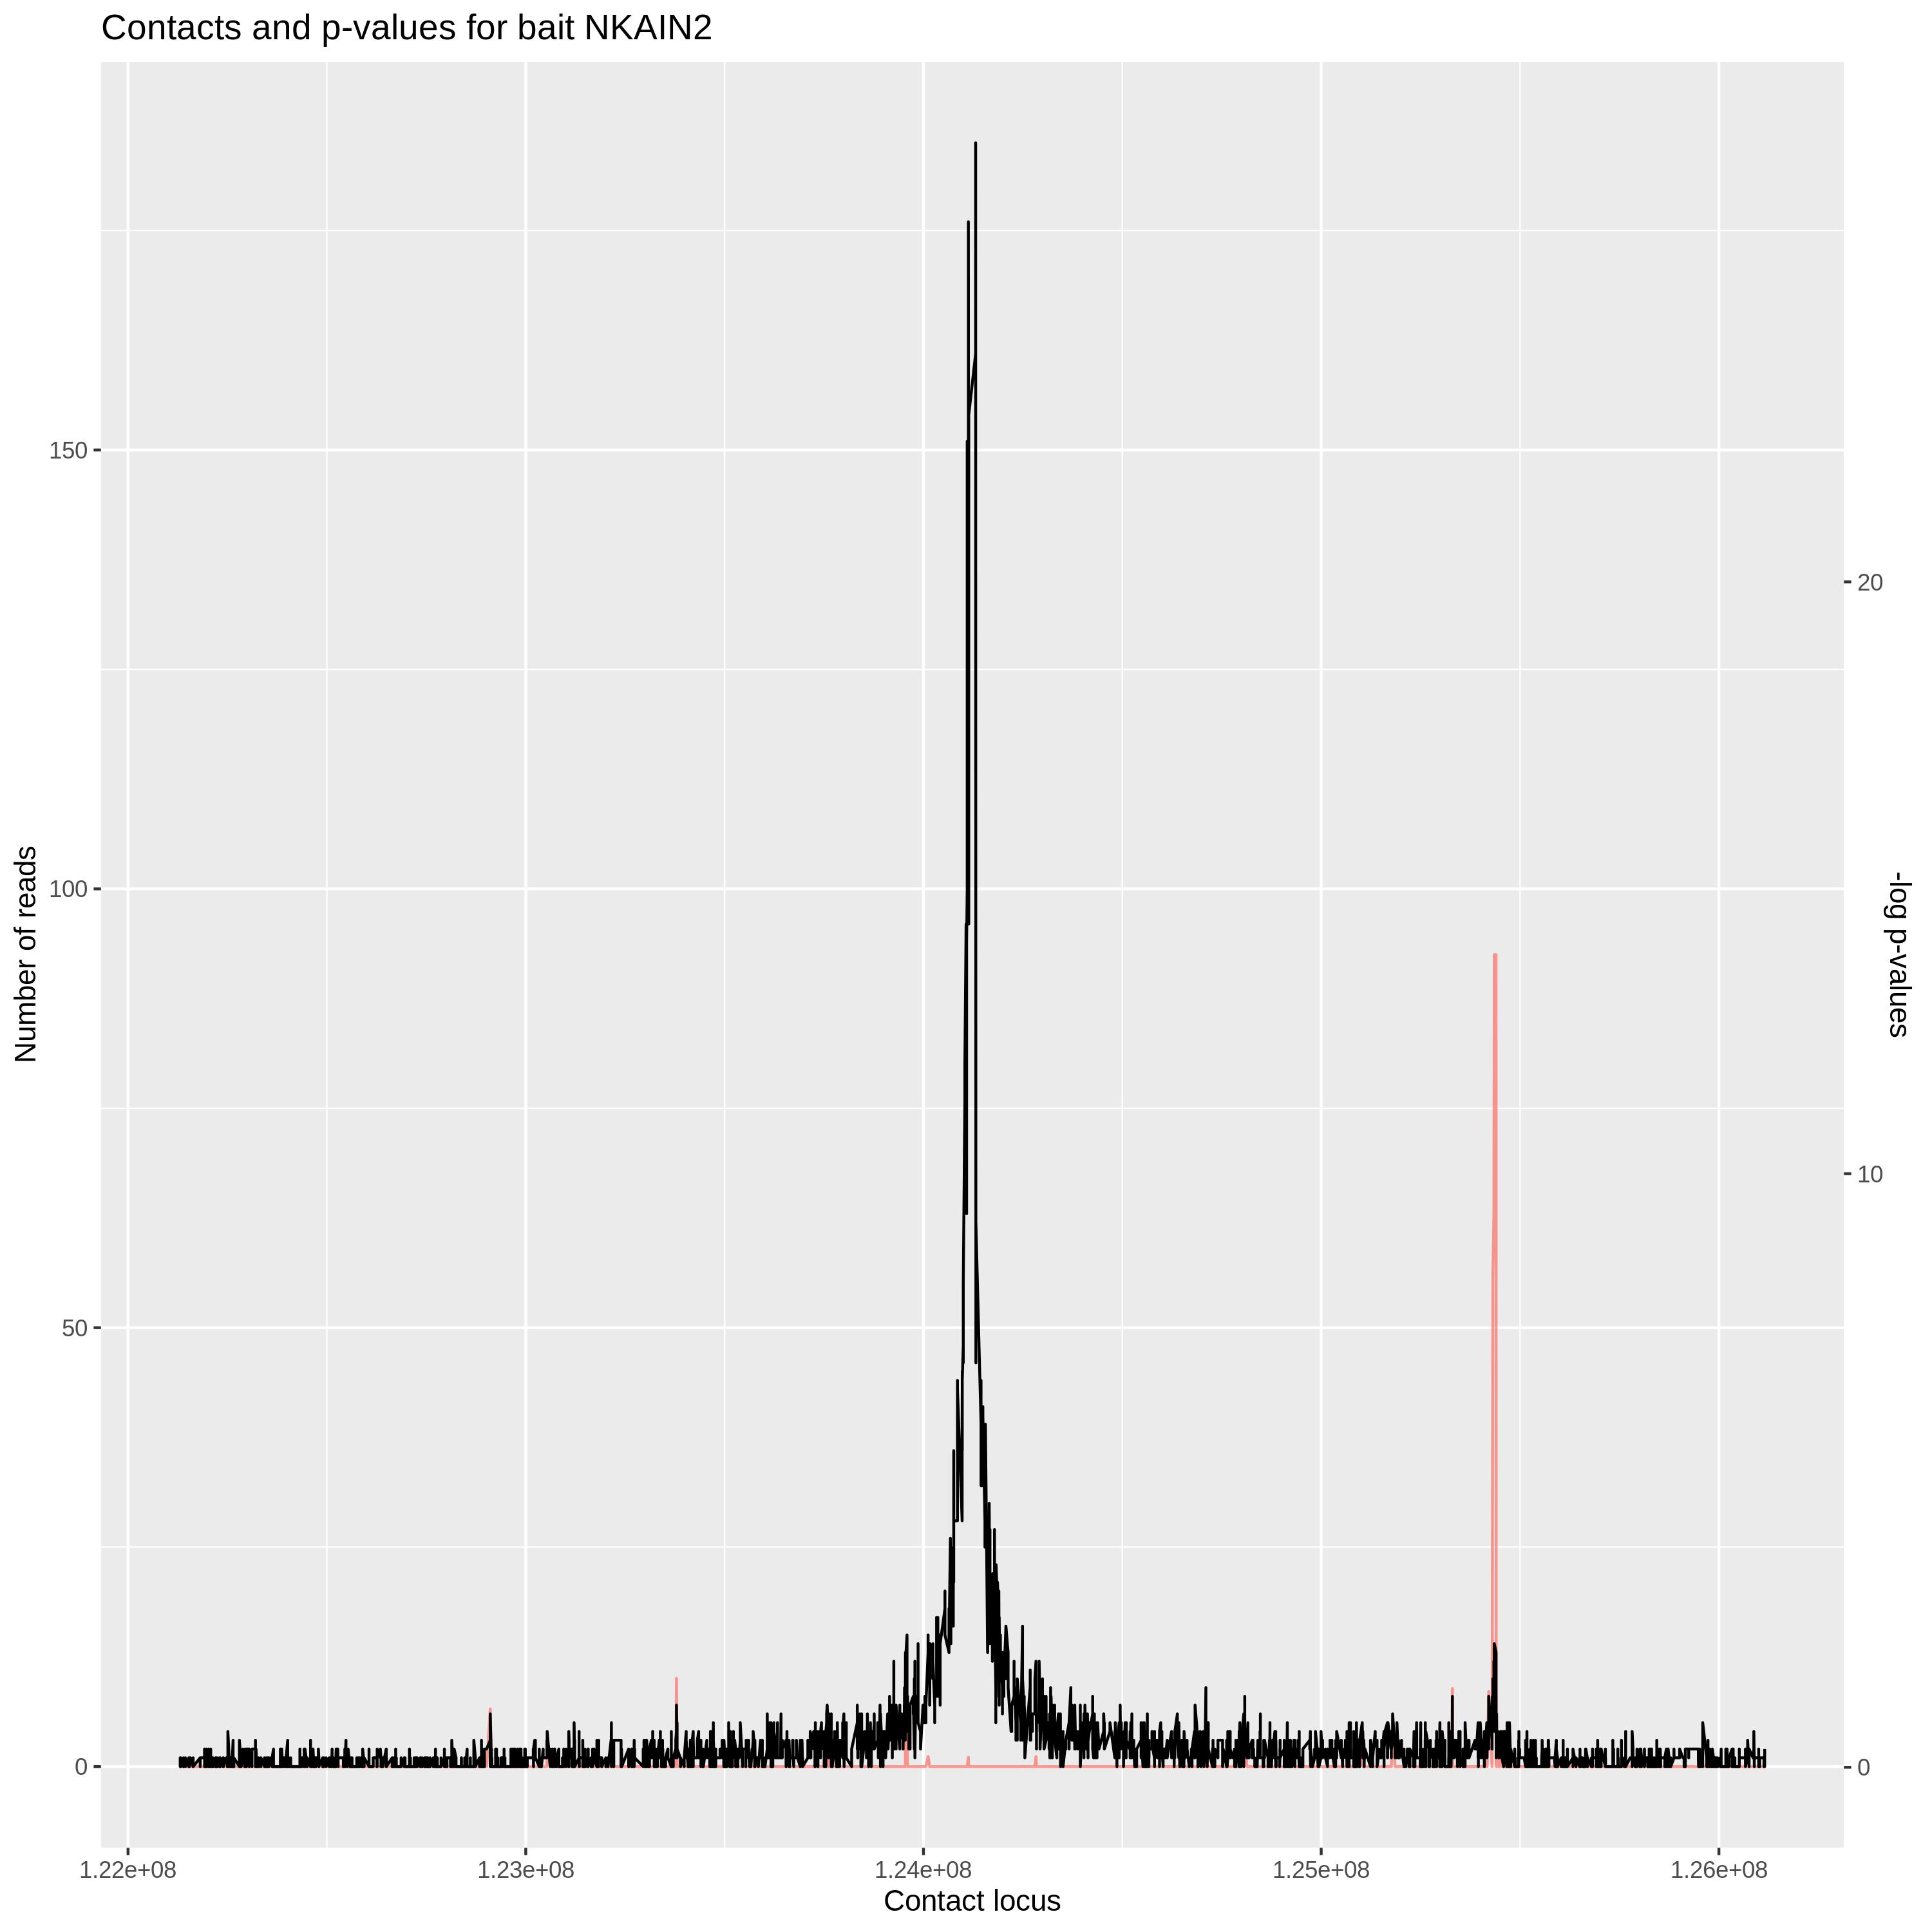 Contacts and p-values for bait NKAIN2
Number of reads
150
100
50
0
20
10
0
-log p-values
1.22e+08 1.23e+08 1.24e+08 1.25e+08 1.26e+08
Contact locus